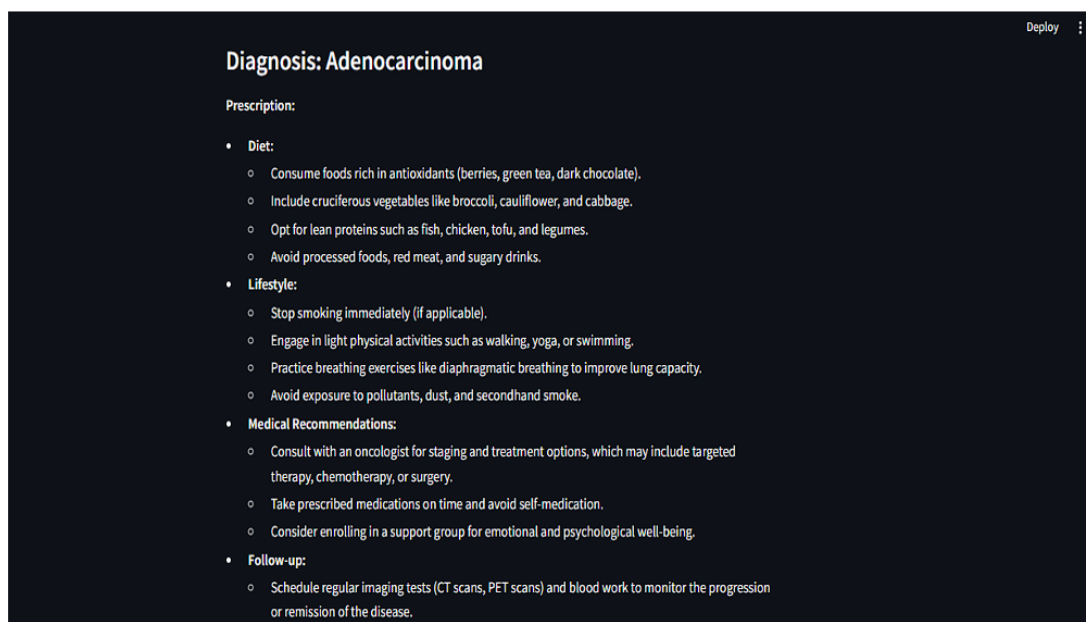 Deploy
Diagnosis: Adenocarcinoma
Prescription:
• Diet:
○ Consume foods rich in antioxidants (berries, green tea, dark chocolate).
○ Include cruciferous vegetables like broccoli, cauliflower, and cabbage.
○ Opt for lean proteins such as fish, chicken, tofu, and legumes.
○ Avoid processed foods, red meat, and sugary drinks.
• Lifestyle:
○ Stop smoking immediately (if applicable).
○ Engage in light physical activities such as walking, yoga, or swimming.
○ Practice breathing exercises like diaphragmatic breathing to improve lung capacity.
○ Avoid exposure to pollutants, dust, and secondhand smoke.
• Medical Recommendations:
○ Consult with an oncologist for staging and treatment options, which may include targeted
therapy, chemotherapy, or surgery.
○ Take prescribed medications on time and avoid self-medication.
○ Consider enrolling in a support group for emotional and psychological well-being.
• Follow-up:
○ Schedule regular imaging tests (CT scans, PET scans) and blood work to monitor the progression
or remission of the disease.